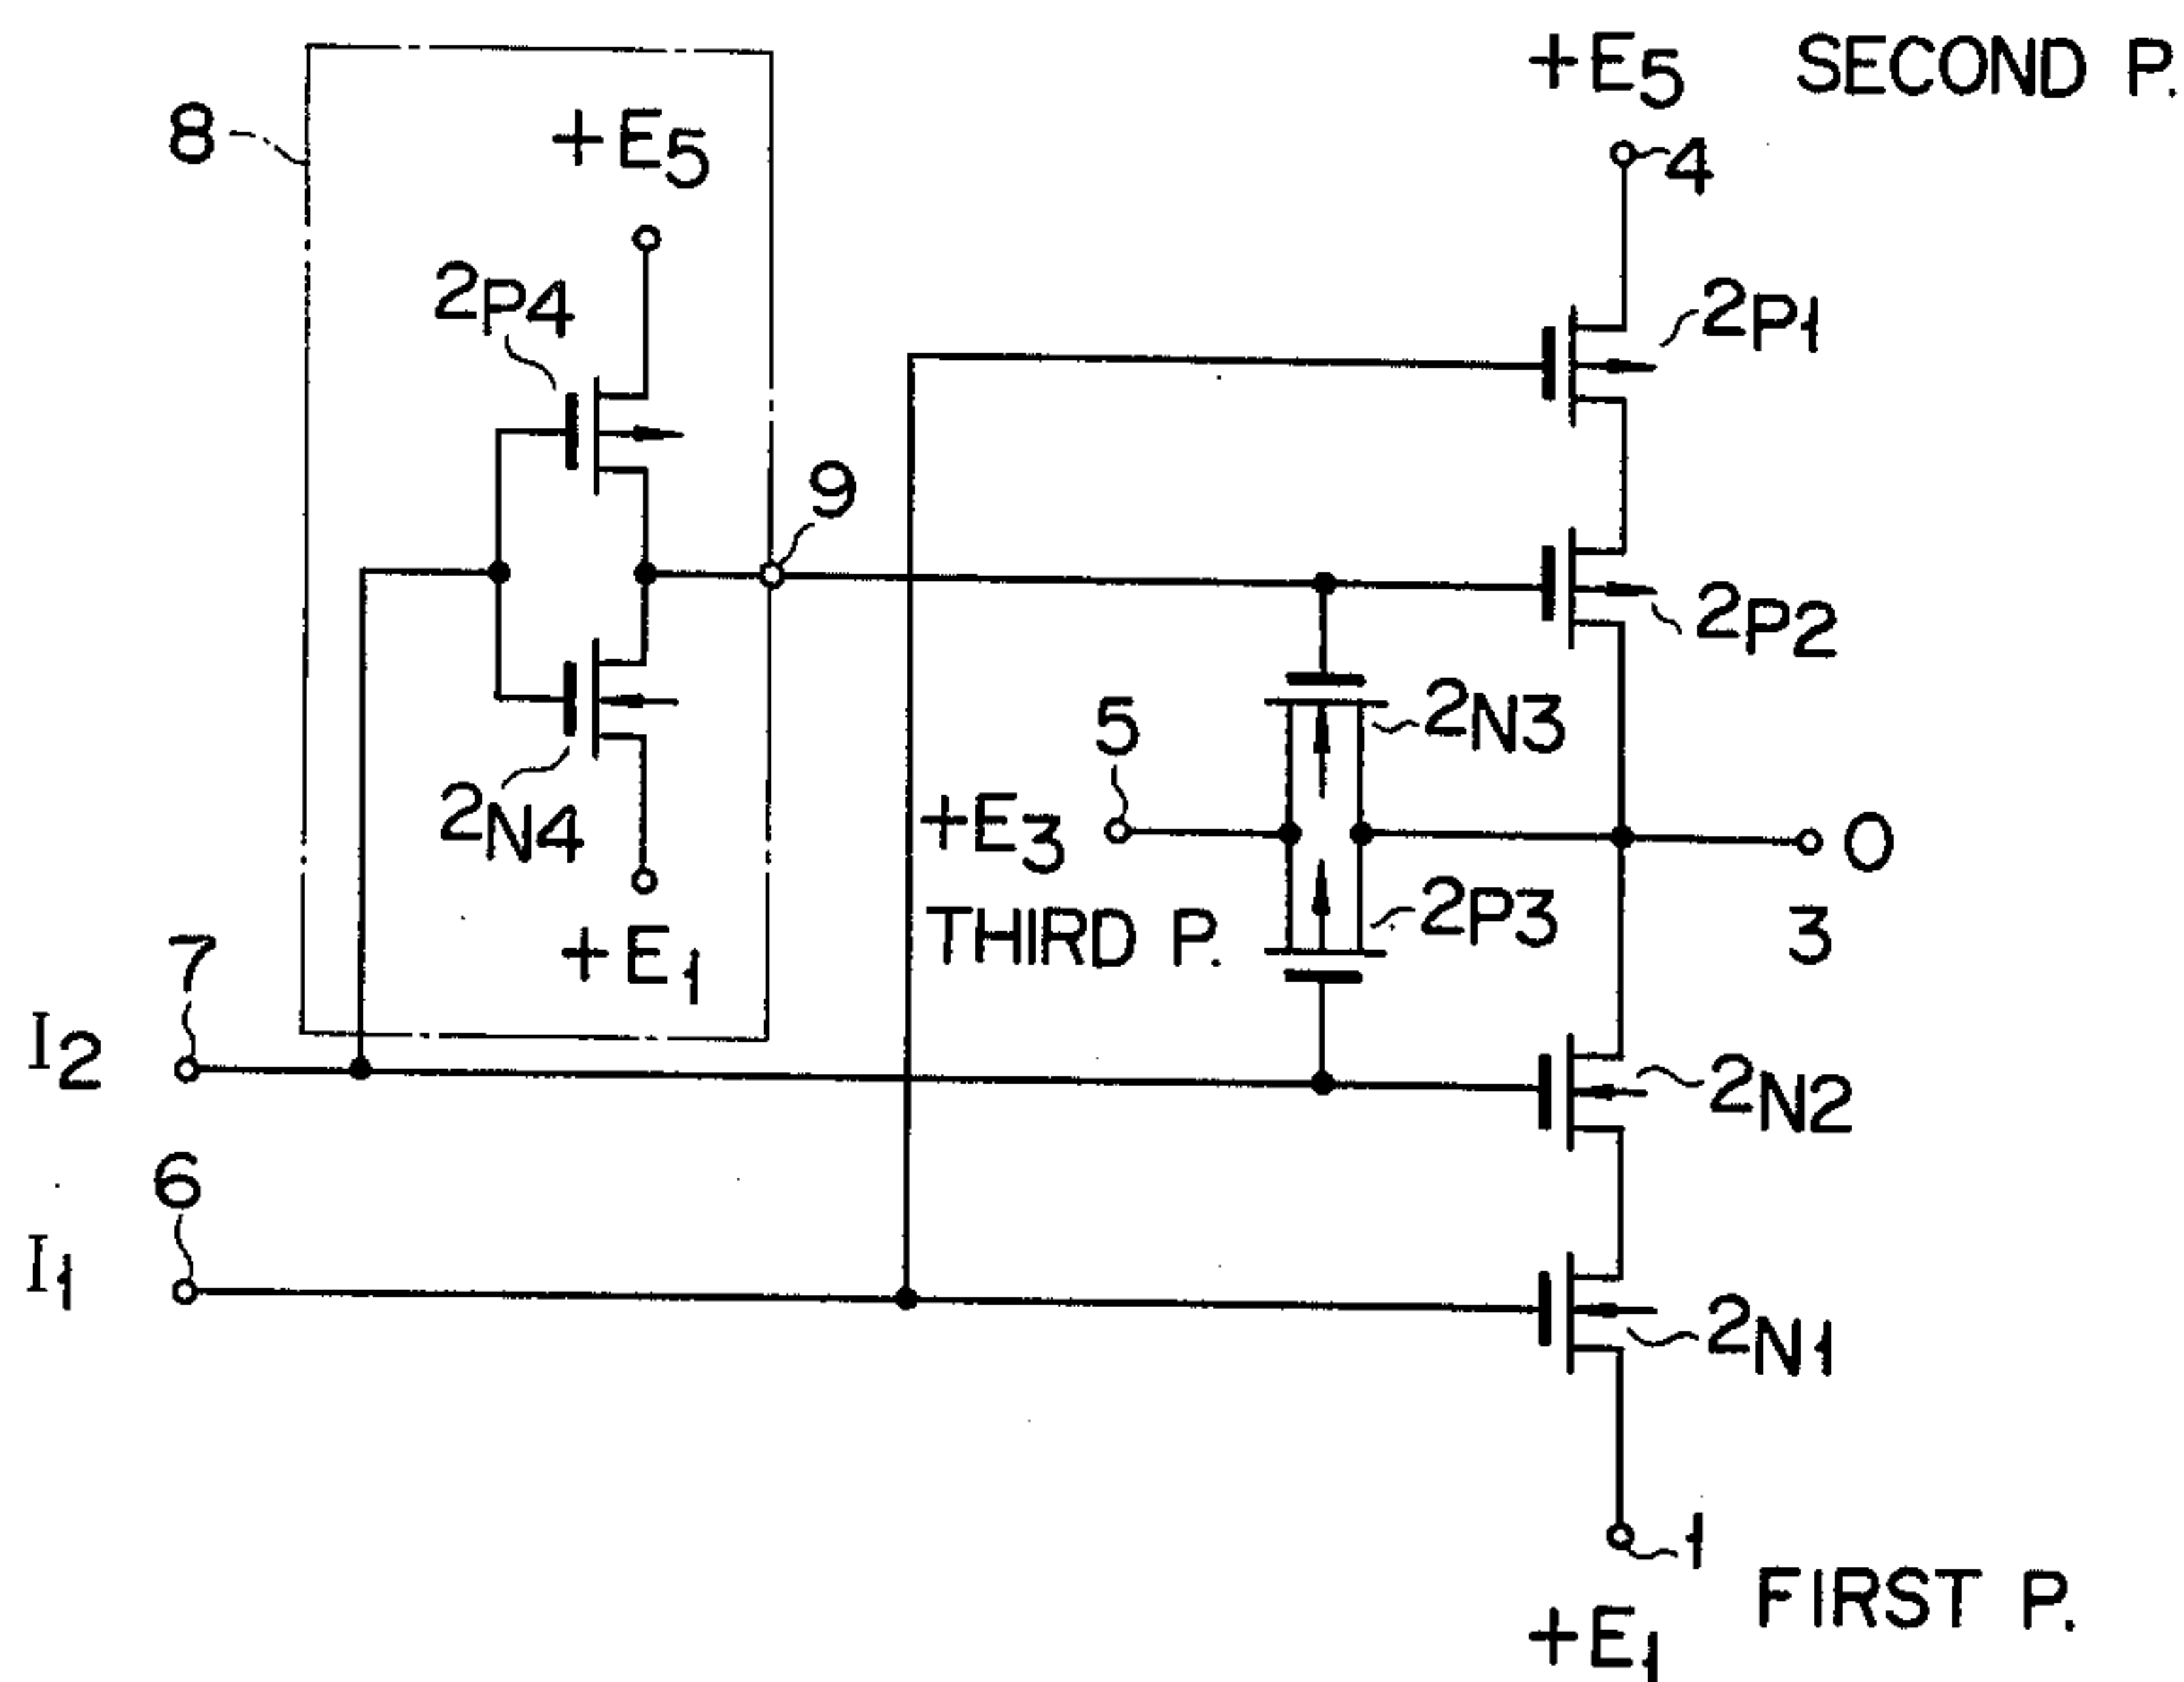 +E5 SECOND P.
4
8
+E5
2P4
2P1
9
2P2
5
2N3
2N4
+E3
O
3
THIRD P.
2P3
+E1
7
I2
2N2
6
I1
2N1
1
FIRST P.
+E1